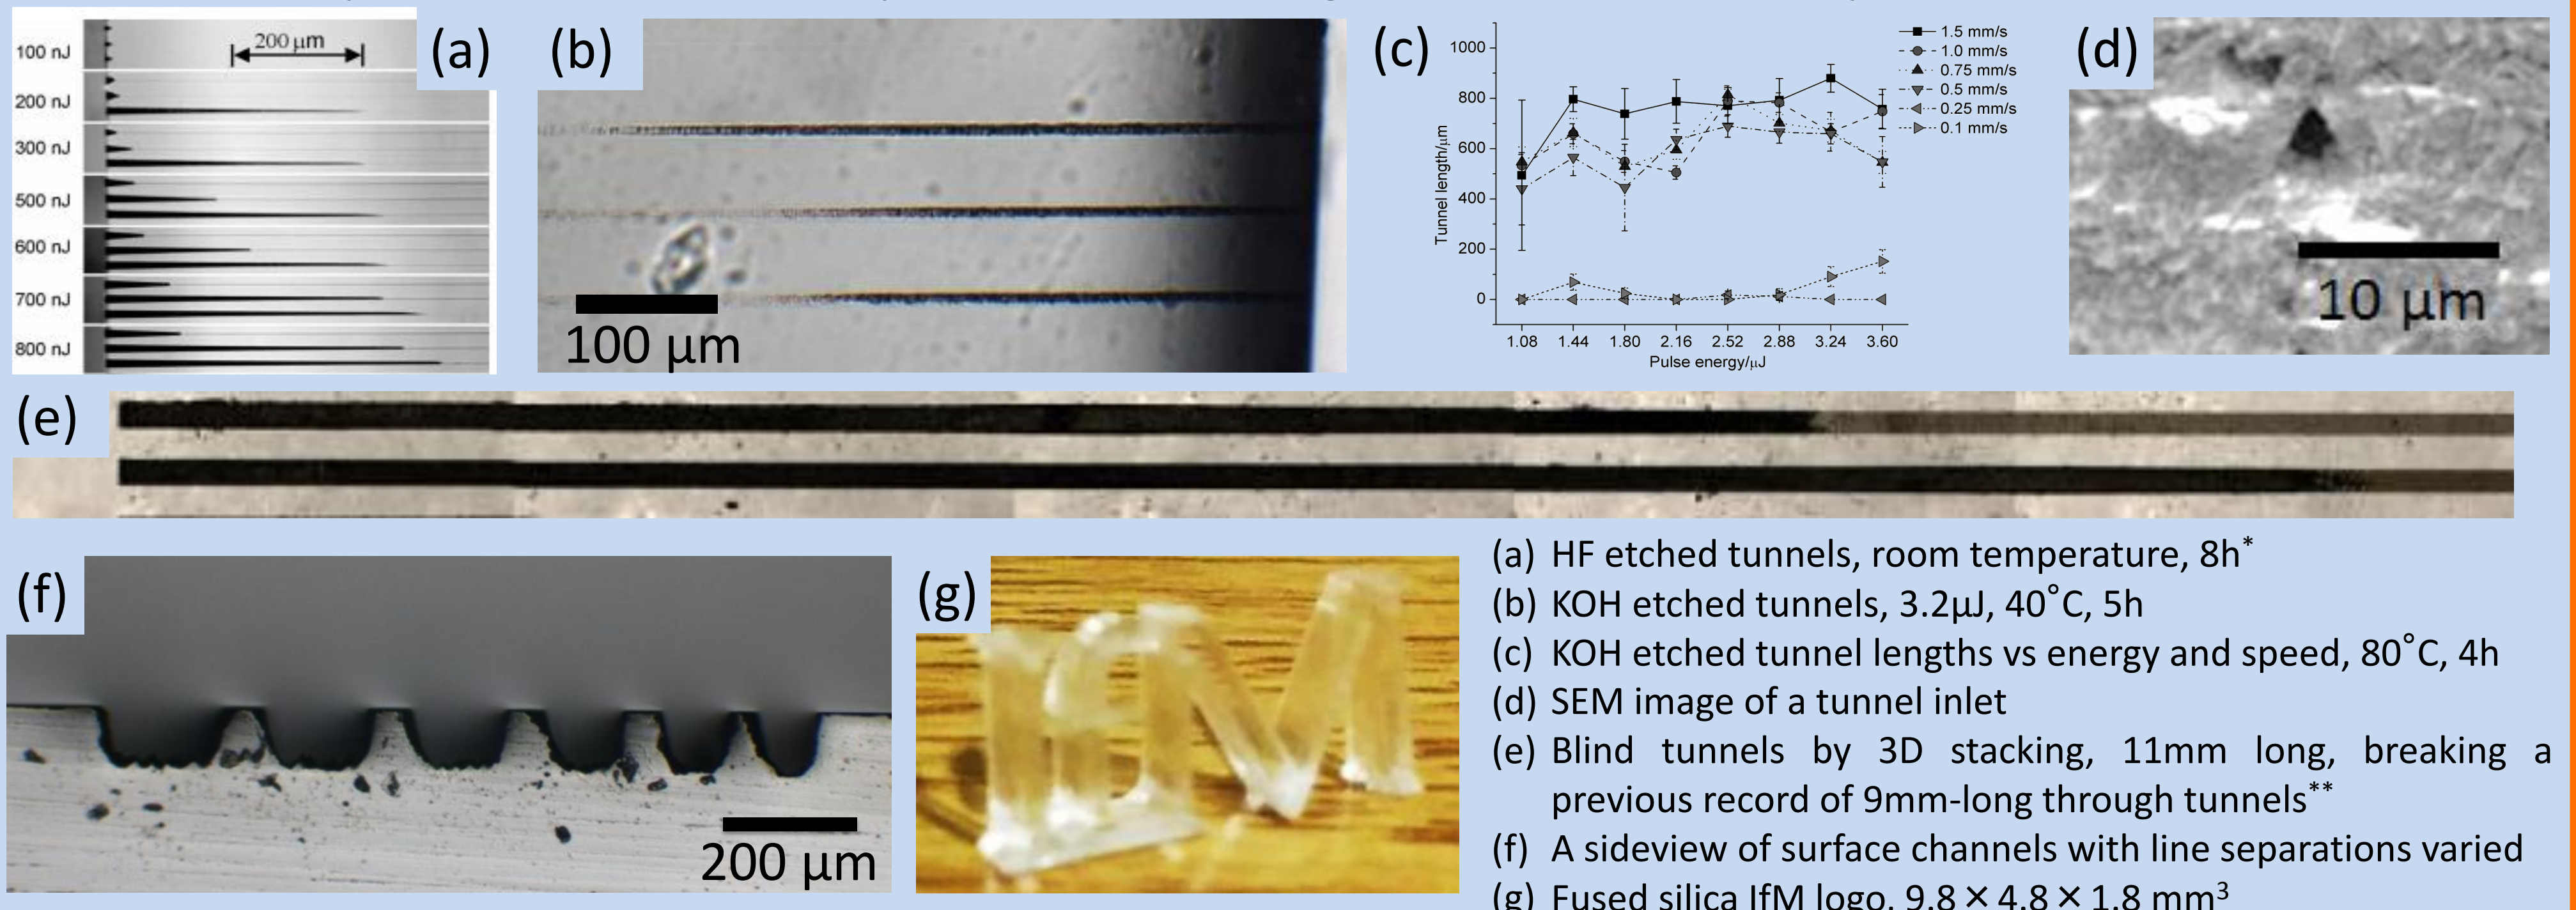 (a)
200 µm
100 nJ
200 nJ
300 nJ
500 nJ
600 nJ
700 nJ
800 nJ
(b)
100 µm
(c)
1000
800
600
400
200
0
Tunnel length/µm
1.08 1.44 1.80 2.16 2.52 2.88 3.24 3.60
Pulse energy/µJ
1.5 mm/s
1.0 mm/s
0.75 mm/s
0.5 mm/s
0.25 mm/s
0.1 mm/s
(d)
10 µm
(e)
(f)
200 µm
(g)
(a) HF etched tunnels, room temperature, 8h*
(b) KOH etched tunnels, 3.2µJ, 40˚C, 5h
(c) KOH etched tunnel lengths vs energy and speed, 80˚C, 4h
(d) SEM image of a tunnel inlet
(e) Blind tunnels by 3D stacking, 11mm long, breaking a
previous record of 9mm-long through tunnels**
(f) A sideview of surface channels with line separations varied
(g) Fused silica IfM logo, 9.8 × 4.8 × 1.8 mm³